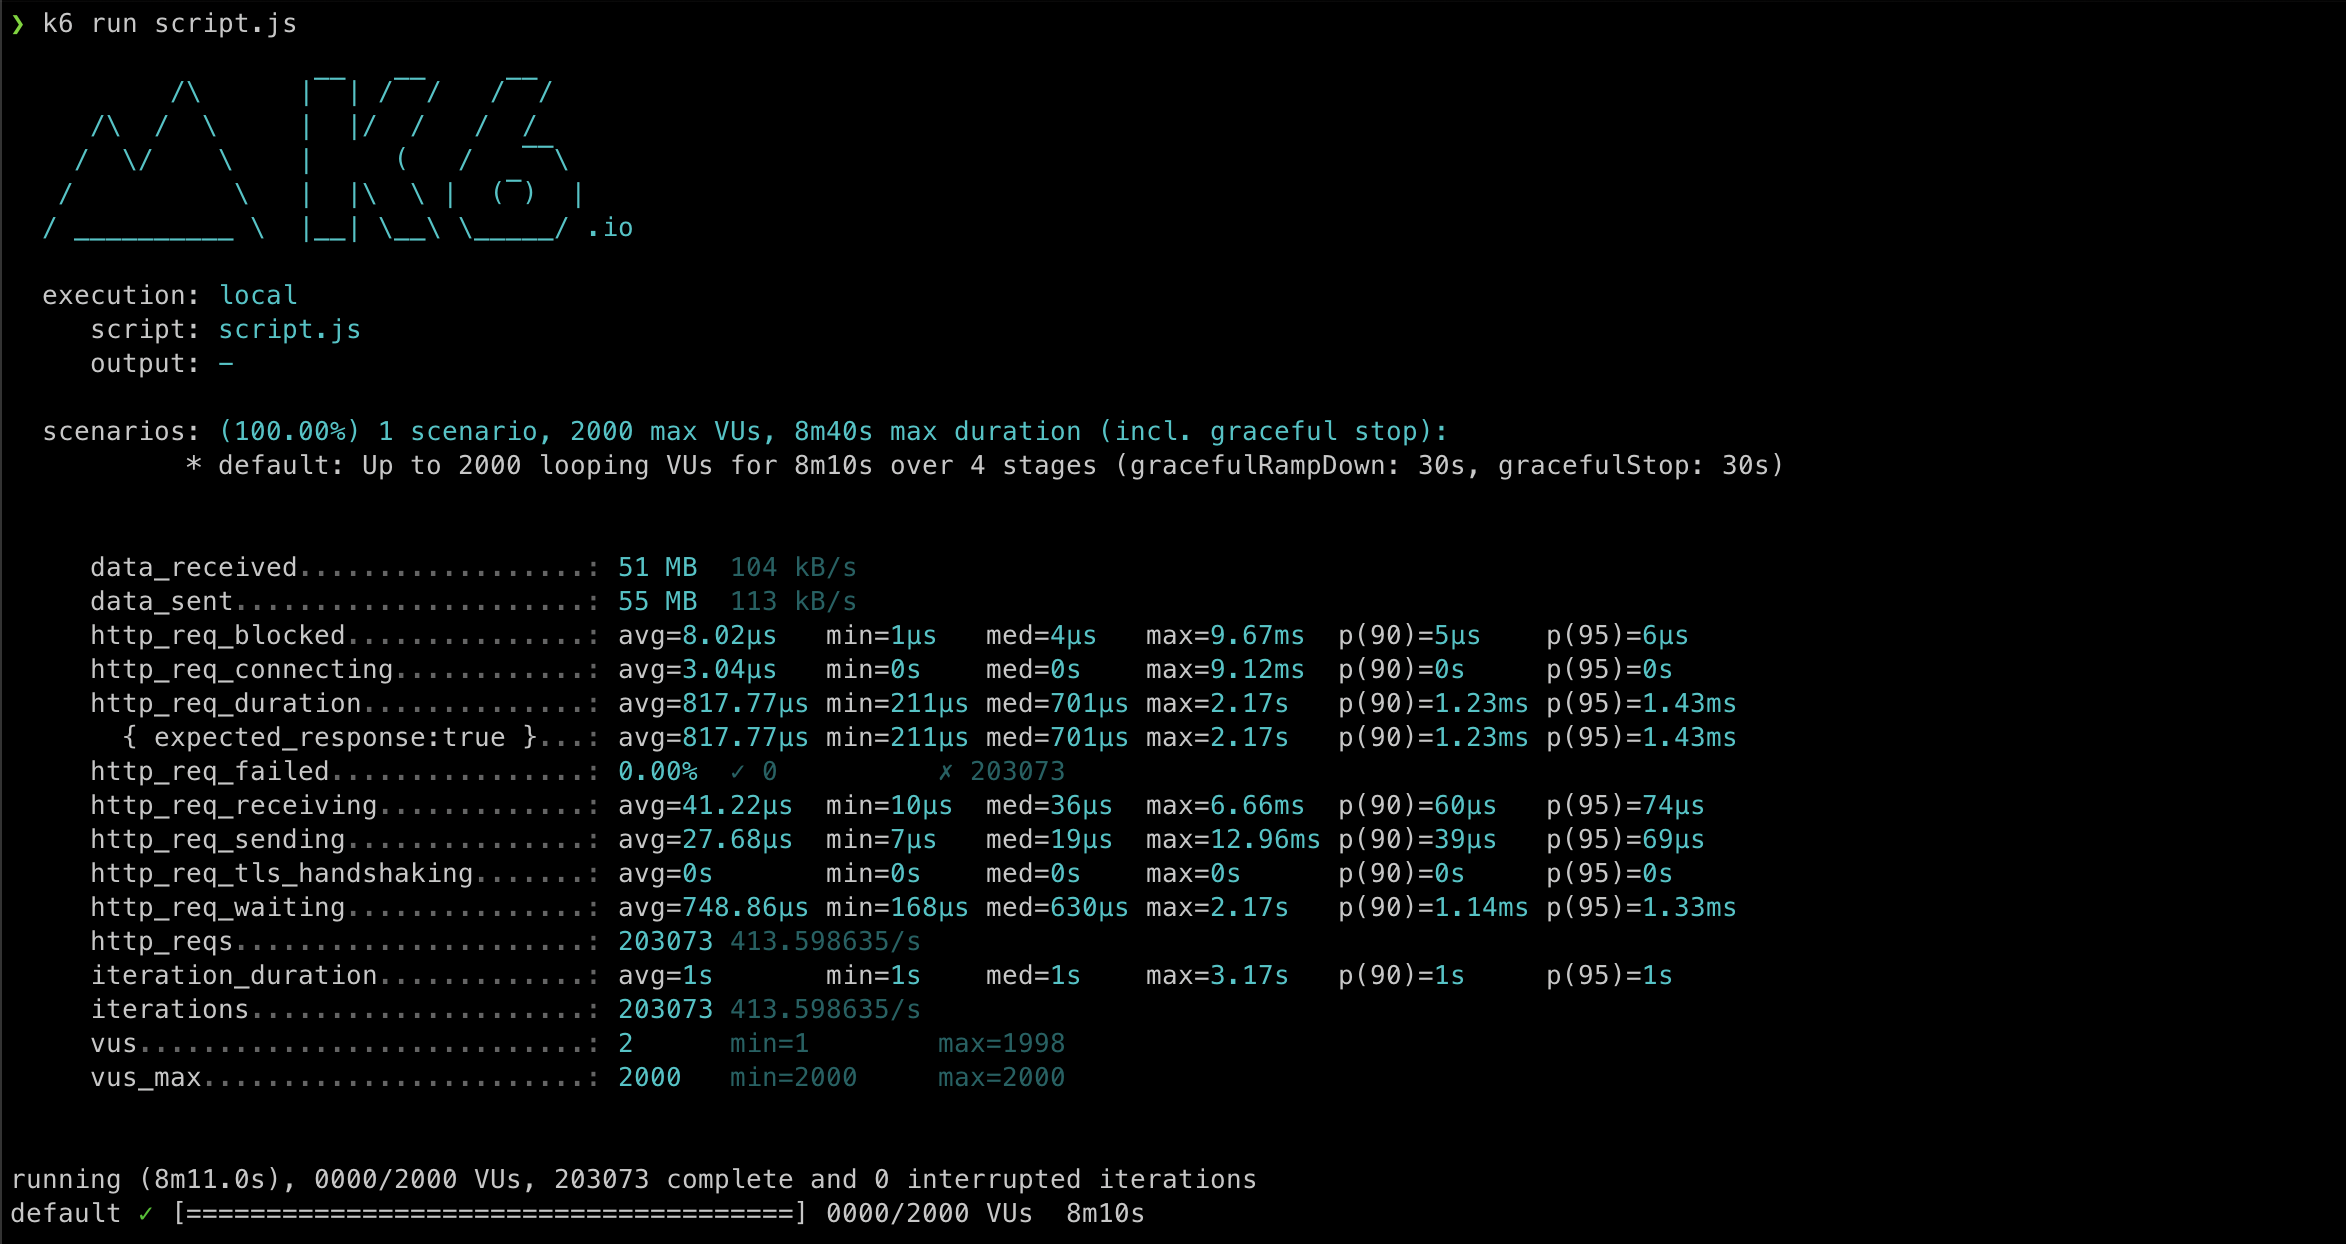 ❯ k6 run script.js
          /\      |‾‾| /‾‾/   /‾‾/
     /\  /  \     |  |/  /   /  /
    /  \/    \    |     (   /   ‾‾\
   /          \   |  |\  \ |  (‾)  |
  / __________ \  |__| \__\ \_____/ .io
  execution: local
     script: script.js
     output: -
  scenarios: (100.00%) 1 scenario, 2000 max VUs, 8m40s max duration (incl. graceful stop):
           * default: Up to 2000 looping VUs for 8m10s over 4 stages (gracefulRampDown: 30s, gracefulStop: 30s)
     data_received..................: 51 MB  104 kB/s
     data_sent......................: 55 MB  113 kB/s
     http_req_blocked...............: avg=8.02µs   min=1µs   med=4µs   max=9.67ms  p(90)=5µs    p(95)=6µs
     http_req_connecting............: avg=3.04µs   min=0s    med=0s    max=9.12ms  p(90)=0s     p(95)=0s
     http_req_duration..............: avg=817.77µs min=211µs med=701µs max=2.17s   p(90)=1.23ms p(95)=1.43ms
       { expected_response:true }...: avg=817.77µs min=211µs med=701µs max=2.17s   p(90)=1.23ms p(95)=1.43ms
     http_req_failed................: 0.00%  ✓ 0          ✗ 203073
     http_req_receiving.............: avg=41.22µs  min=10µs  med=36µs  max=6.66ms  p(90)=60µs   p(95)=74µs
     http_req_sending...............: avg=27.68µs  min=7µs   med=19µs  max=12.96ms p(90)=39µs   p(95)=69µs
     http_req_tls_handshaking.......: avg=0s       min=0s    med=0s    max=0s      p(90)=0s     p(95)=0s
     http_req_waiting...............: avg=748.86µs min=168µs med=630µs max=2.17s   p(90)=1.14ms p(95)=1.33ms
     http_reqs......................: 203073 413.598635/s
     iteration_duration.............: avg=1s       min=1s    med=1s    max=3.17s   p(90)=1s     p(95)=1s
     iterations.....................: 203073 413.598635/s
     vus............................: 2      min=1        max=1998
     vus_max........................: 2000   min=2000     max=2000
running (8m11.0s), 0000/2000 VUs, 203073 complete and 0 interrupted iterations
default ✓ [======================================] 0000/2000 VUs  8m10s